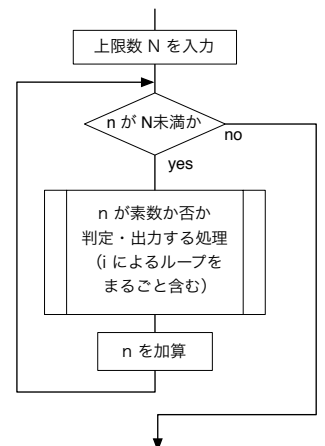 上限数 N を入力
n が N未満か
no
yes
n が素数か否か
判定・出力する処理
（i によるループを
まるごと含む）
n を加算